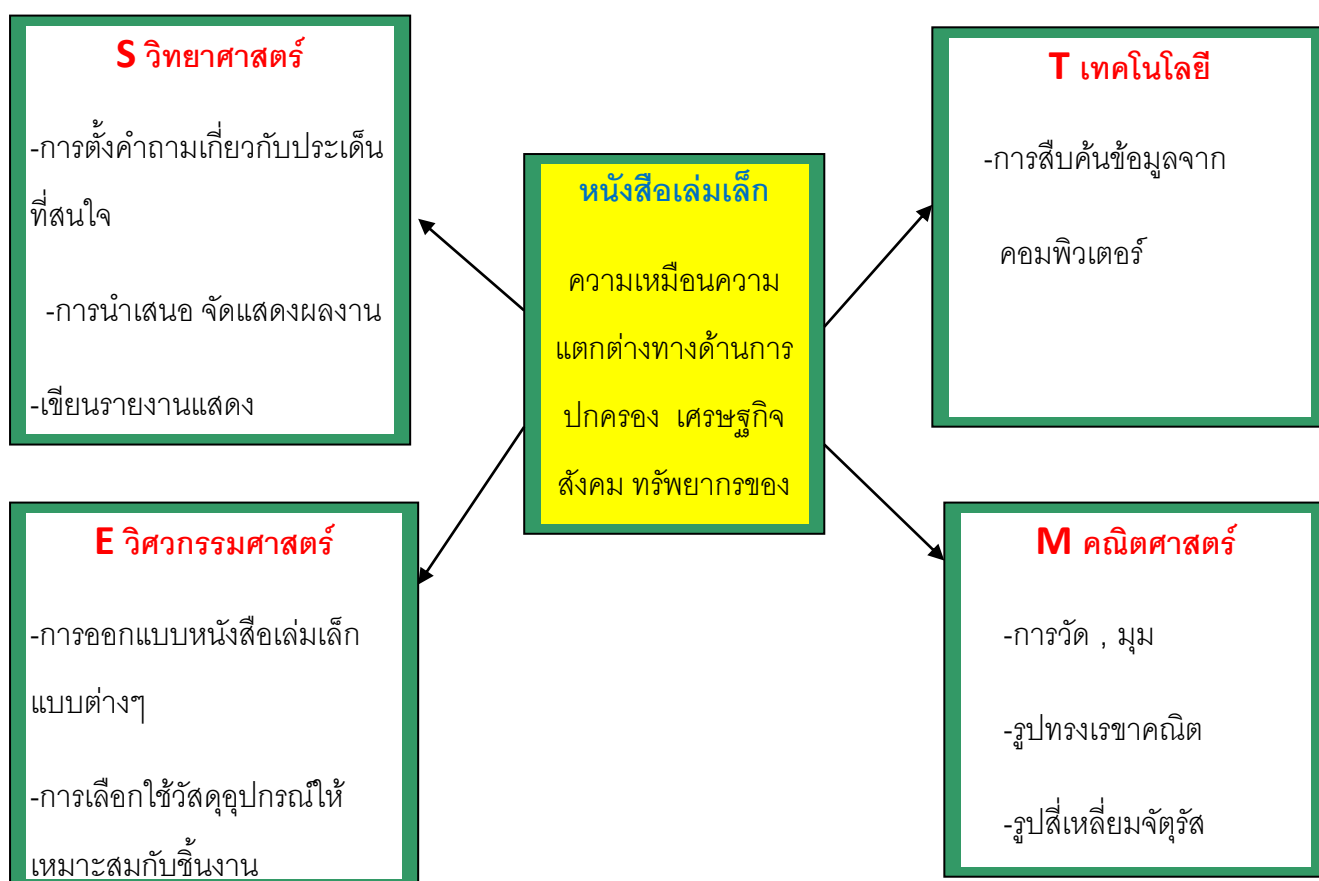 S วิทยาศาสตร์
-การตั้งคำถามเกี่ยวกับประเด็น
ที่สนใจ
-การนำเสนอ จัดแสดงผลงาน
-เขียนรายงานแสดง
T เทคโนโลยี
-การสืบค้นข้อมูลจาก
คอมพิวเตอร์
หนังสือเล่มเล็ก
ความเหมือนความ
แตกต่างทางด้านการ
ปกครอง เศรษฐกิจ
สังคม ทรัพยากรของ
E วิศวกรรมศาสตร์
-การออกแบบหนังสือเล่มเล็ก
แบบต่างๆ
-การเลือกใช้วัสดุอุปกรณ์ให้
เหมาะสมกับชิ้นงาน
M คณิตศาสตร์
-การวัด , มุม
-รูปทรงเรขาคณิต
-รูปสี่เหลี่ยมจัตุรัส